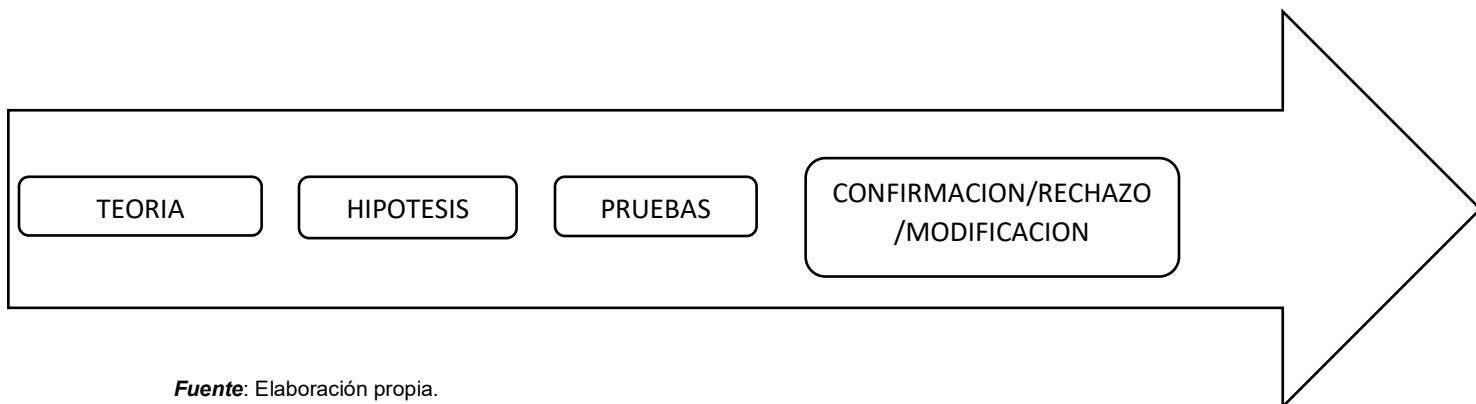 TEORIA
HIPOTESIS
PRUEBAS
CONFIRMACION/RECHAZO
/MODIFICACION
Fuente: Elaboración propia.